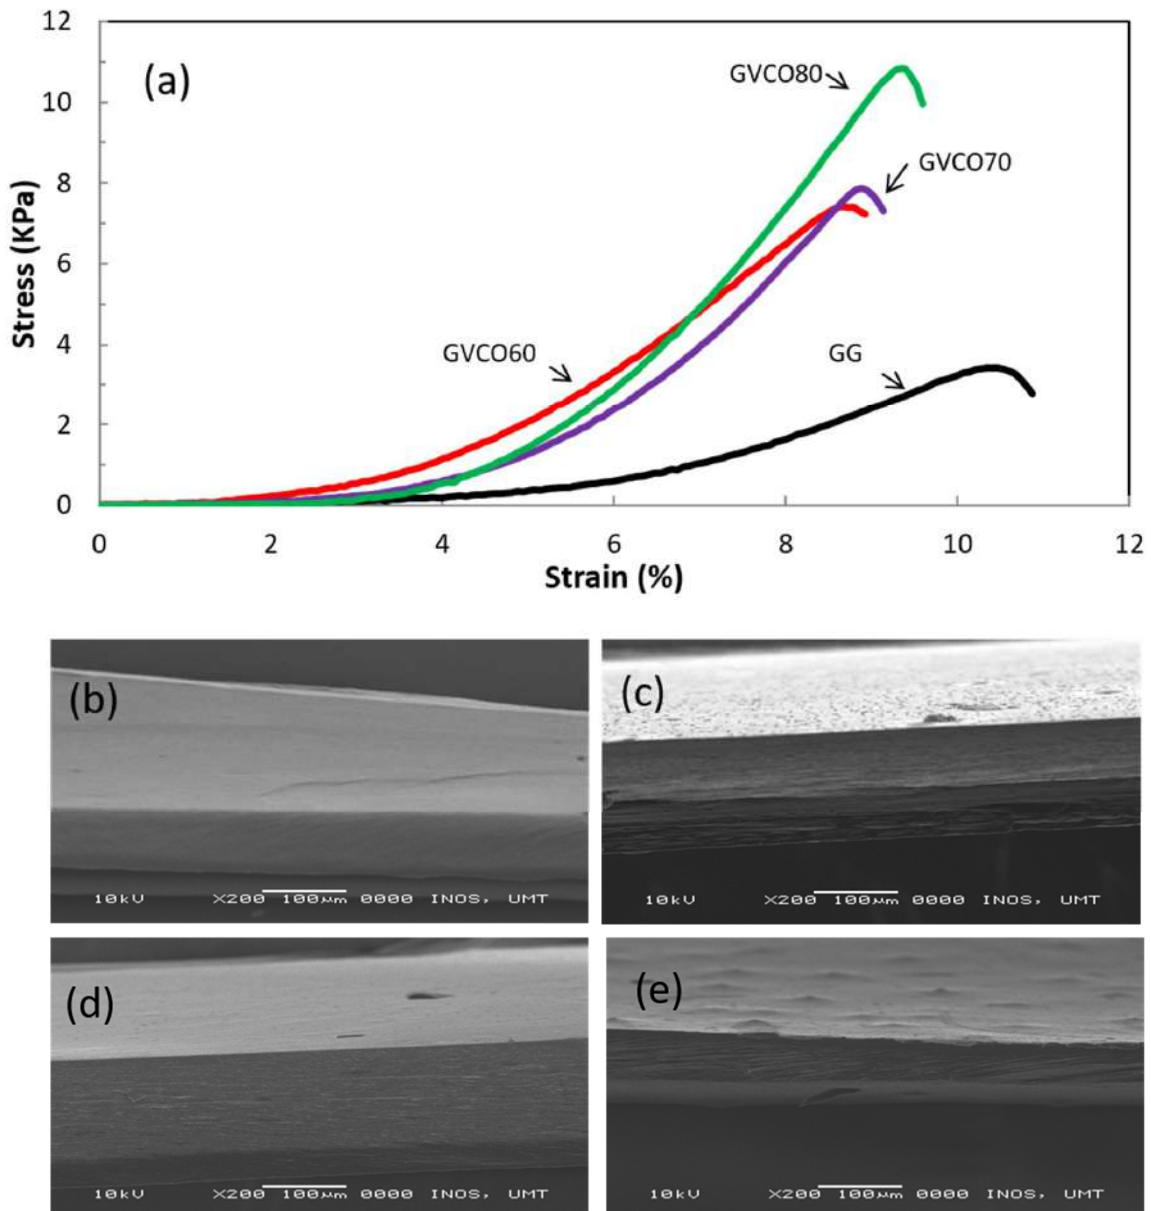 12
(a)
GVCO80
10
GVCO70
8
Stress (KPa)
6
GVCO60
GG
4
2
0
0 2 4 6 8 10 12
Strain (%)
(b)
10kV X200 100µm 0000 INOS, UMT
(c)
10kV X200 100µm 0000 INOS, UMT
(d)
10kV X200 100µm 0000 INOS, UMT
(e)
10kV X200 100µm 0000 INOS, UMT